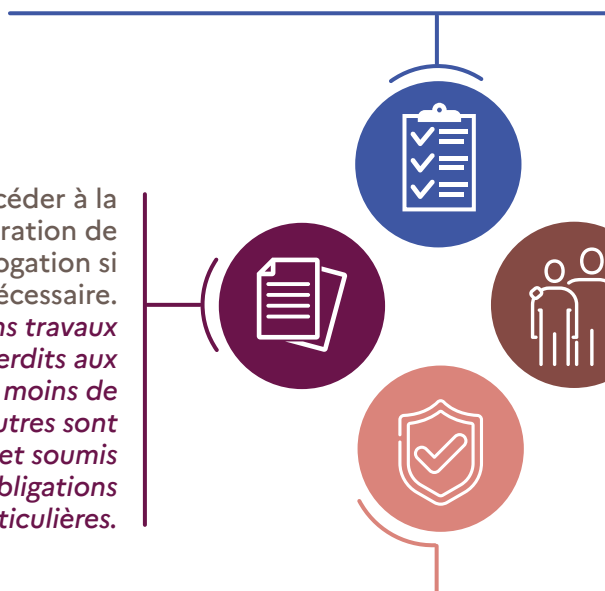 céder à la
ration de
ogation si
écessaire.
ns travaux
erdits aux
moins de
utres sont
et soumis
bligations
ticulières.